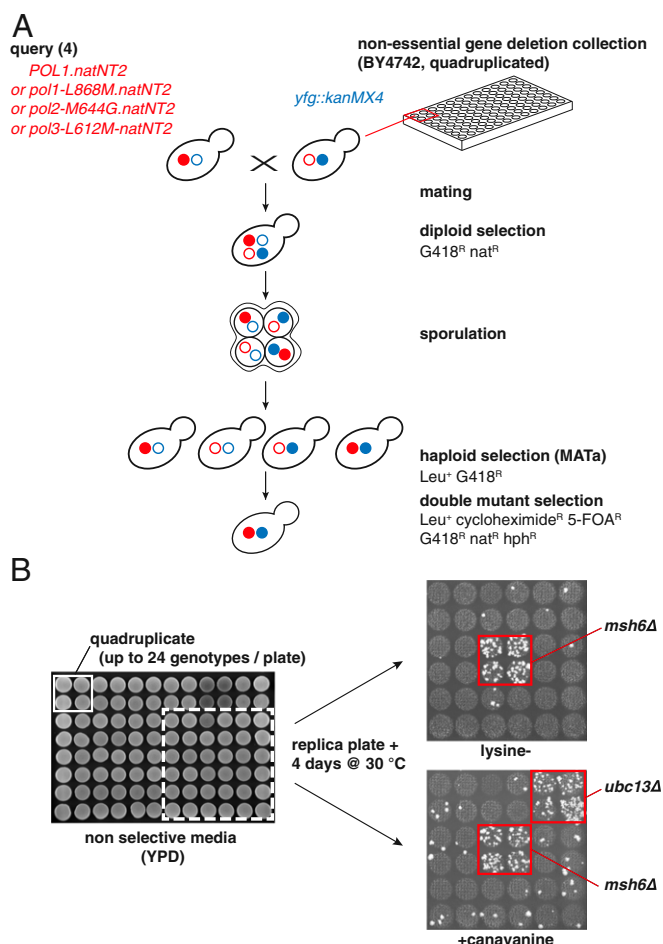 A
query (4)
POL1.natNT2
or pol1-L868M.natNT2
or pol2-M644G.natNT2
or pol3-L612M-natNT2
non-essential gene deletion collection
(BY4742, quadruplicated)
yfg::kanMX4
mating
diploid selection
G418ᴿ natᴿ
sporulation
haploid selection (MATa)
Leu⁺ G418ᴿ
double mutant selection
Leu⁺ cycloheximideᴿ 5-FOAᴿ
G418ᴿ natᴿ hphᴿ
B
quadruplicate
(up to 24 genotypes / plate)
non selective media
(YPD)
replica plate +
4 days @ 30 °C
msh6Δ
lysine-
ubc13Δ
msh6Δ
+canavanine